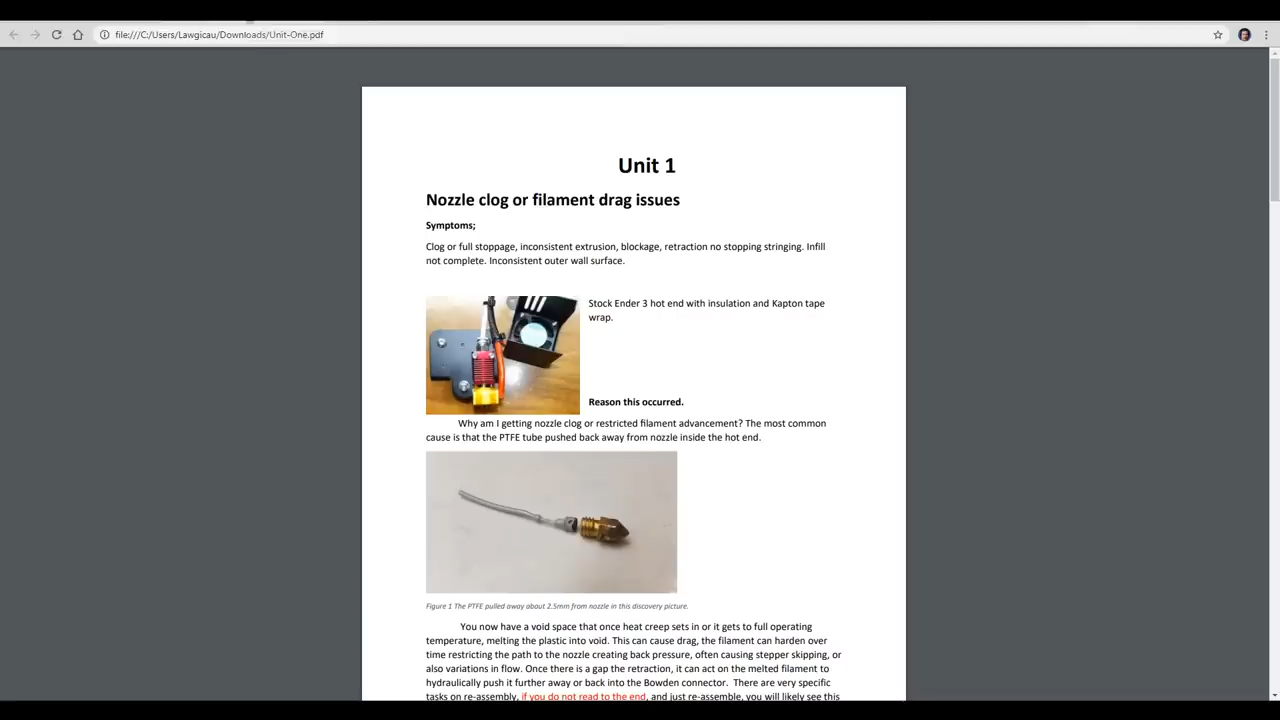 file:///C:/Users/Lawgicau/Downloads/Unit-One.pdf
Unit 1
Nozzle clog or filament drag issues
Symptoms;
Clog or full stoppage, inconsistent extrusion, blockage, retraction no stopping stringing. Infill
not complete. Inconsistent outer wall surface.
Stock Ender 3 hot end with insulation and Kapton tape
wrap.
Reason this occurred.
Why am I getting nozzle clog or restricted filament advancement? The most common
cause is that the PTFE tube pushed back away from nozzle inside the hot end.
Figure 1 The PTFE pulled away about 2.5mm from nozzle in this discovery picture.
You now have a void space that once heat creep sets in or it gets to full operating
temperature, melting the plastic into void. This can cause drag, the filament can harden over
time restricting the path to the nozzle creating back pressure, often causing stepper skipping, or
also variations in flow. Once there is a gap the retraction, it can act on the melted filament to
hydraulically push it further away or back into the Bowden connector. There are very specific
tasks on re-assembly, if you do not read to the end, and just re-assemble, you will likely see this